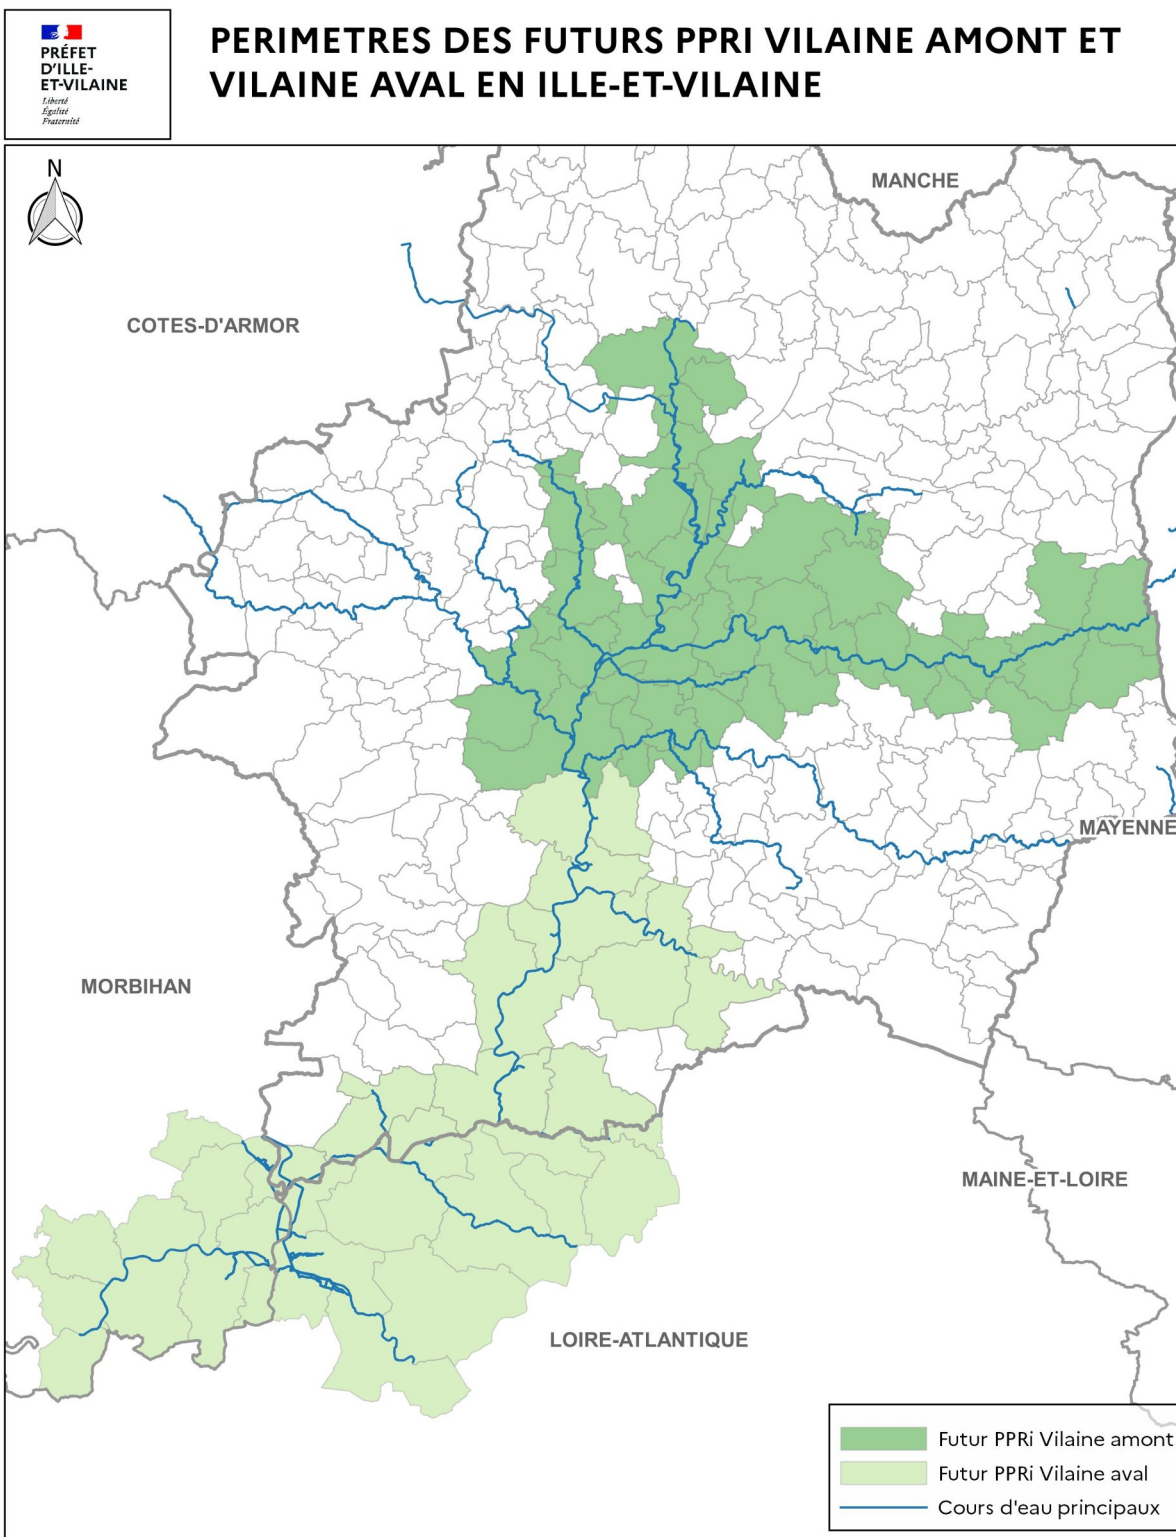 PRÉFET
D'ILLE-
ET-VILAINE
Liberté
Égalité
Fraternité
PERIMETRES DES FUTURS PPRI VILAINE AMONT ET
VILAINE AVAL EN ILLE-ET-VILAINE
N
MANCHE
COTES-D'ARMOR
MAYENNE
MORBIHAN
MAINE-ET-LOIRE
LOIRE-ATLANTIQUE
Futur PPRi Vilaine amont
Futur PPRi Vilaine aval
Cours d'eau principaux